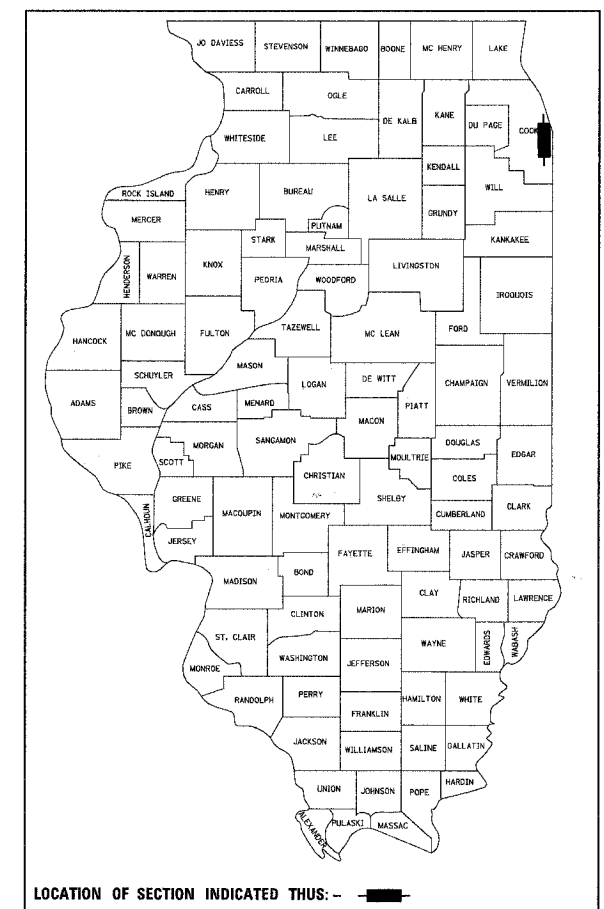 JO DAVIESS
STEVENSON
WINNEBAGO
BOONE
MC HENRY
LAKE
CARROLL
OGLE
DE KALB
KANE
DU PAGE
COOK
WHITESIDE
LEE
KENDALL
WILL
ROCK ISLAND
HENRY
BUREAU
LA SALLE
GRUNDY
MERCER
PUTNAM
STARK
MARSHALL
KANKAKEE
HENDERSON
WARREN
KNOX
PEORIA
WOODFORD
LIVINGSTON
IROQUOIS
HANCOCK
MC DONOUGH
FULTON
TAZEWELL
MC LEAN
FORD
SCHUYLER
MASON
LOGAN
DE WITT
CHAMPAIGN
VERMILION
ADAMS
BROWN
CASS
MENARD
MACON
PIATT
MORGAN
SANGAMON
DOUGLAS
EDGAR
PIKE
SCOTT
CHRISTIAN
MOULTRIE
COLES
CALHOUN
GREENE
MACOUPIN
MONTGOMERY
SHELBY
CUMBERLAND
CLARK
JERSEY
FAYETTE
EFFINGHAM
JASPER
CRAWFORD
MADISON
BOND
CLAY
RICHLAND
LAWRENCE
CLINTON
MARION
ST. CLAIR
WAYNE
EDWARDS
WABASH
WASHINGTON
JEFFERSON
MONROE
RANDOLPH
PERRY
HAMILTON
WHITE
FRANKLIN
JACKSON
WILLIAMSON
SALINE
GALLATIN
UNION
JOHNSON
POPE
HARDIN
ALEXANDER
PULASKI
MASSAC
LOCATION OF SECTION INDICATED THUS: -